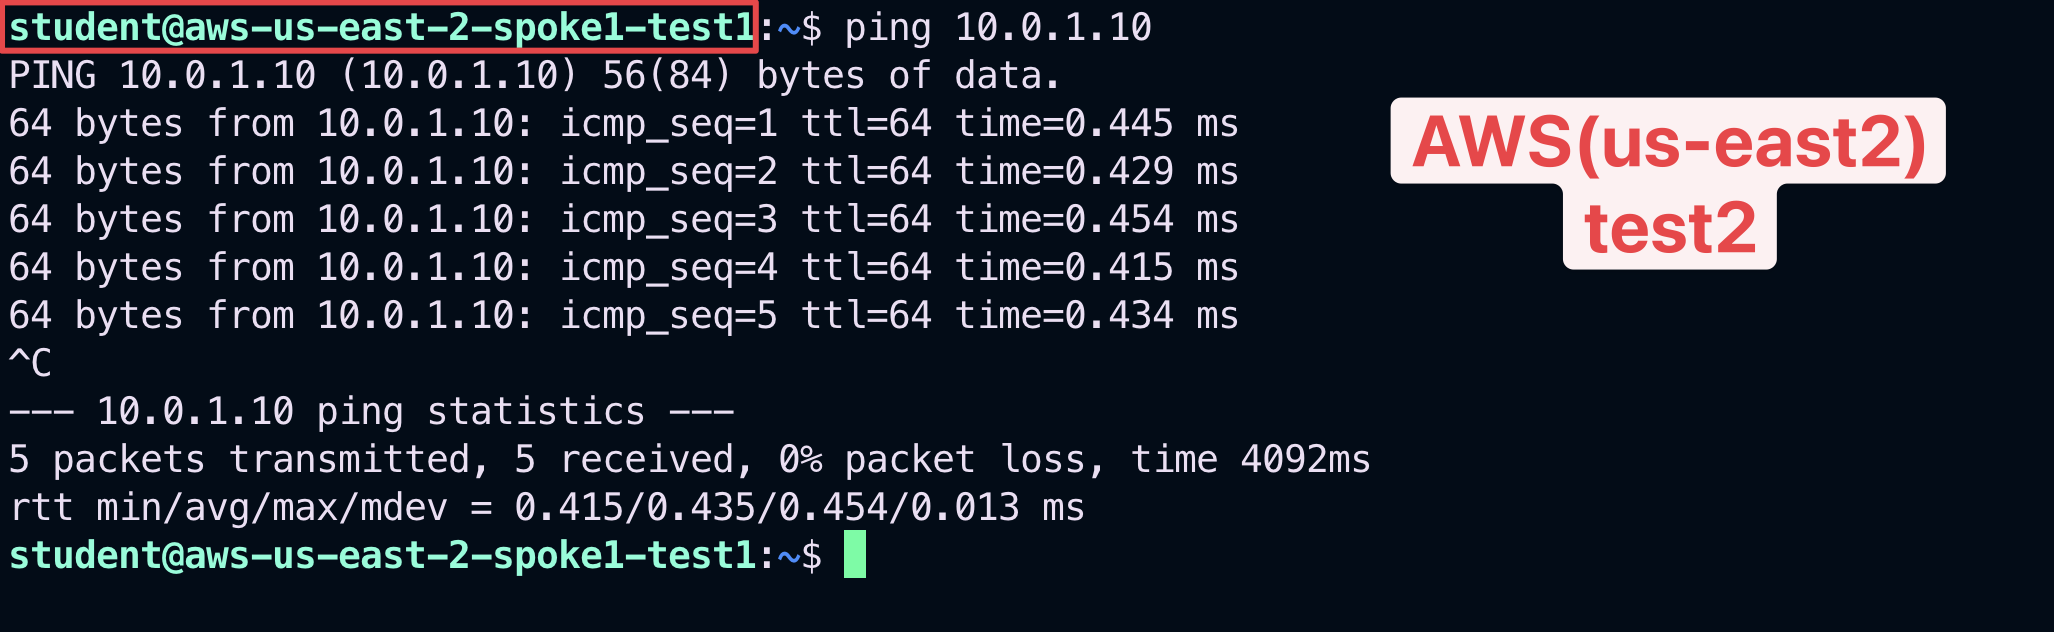 student@aws-us-east-2-spoke1-test1:~$ ping 10.0.1.10
PING 10.0.1.10 (10.0.1.10) 56(84) bytes of data.
64 bytes from 10.0.1.10: icmp_seq=1 ttl=64 time=0.445 ms
64 bytes from 10.0.1.10: icmp_seq=2 ttl=64 time=0.429 ms
64 bytes from 10.0.1.10: icmp_seq=3 ttl=64 time=0.454 ms
64 bytes from 10.0.1.10: icmp_seq=4 ttl=64 time=0.415 ms
64 bytes from 10.0.1.10: icmp_seq=5 ttl=64 time=0.434 ms
^C
--- 10.0.1.10 ping statistics ---
5 packets transmitted, 5 received, 0% packet loss, time 4092ms
rtt min/avg/max/mdev = 0.415/0.435/0.454/0.013 ms
student@aws-us-east-2-spoke1-test1:~$
AWS(us-east2)
test2